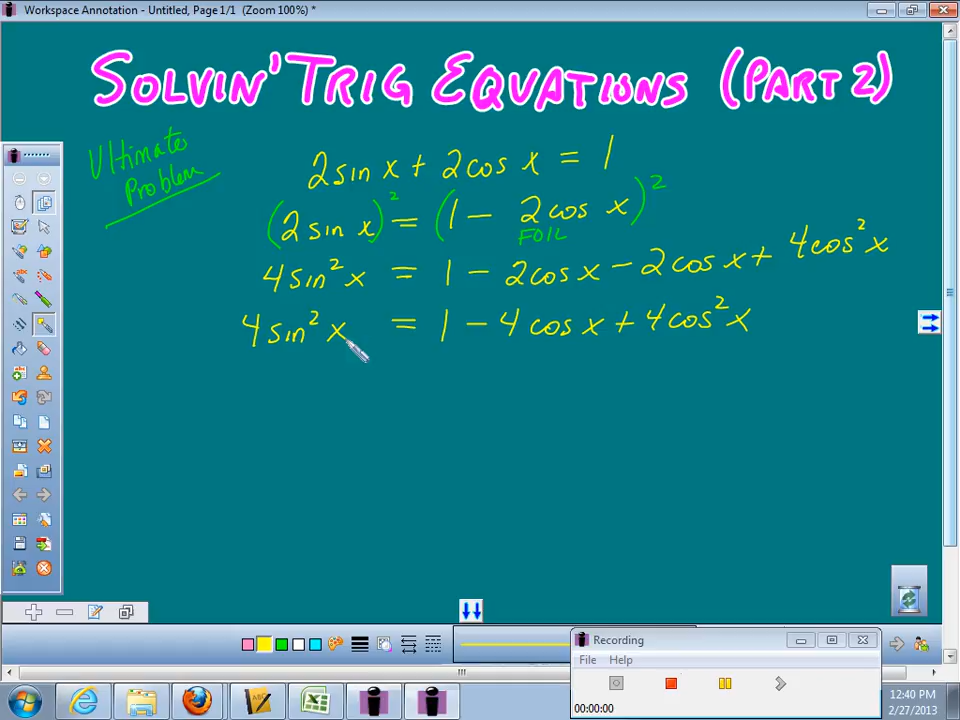 Workspace Annotation - Untitled, Page 1/1 (Zoom 100%) *
SOLVIN' TRIG EQUATIONS (PART 2)
Ultimate
Problem
2 sin x + 2 cos x = 1
(2 sin x)² = (1 - 2 cos x)²
FOIL
4 sin² x = 1 - 2 cos x - 2 cos x + 4 cos² x
4 sin² x = 1 - 4 cos x + 4 cos² x
Recording
File Help
00:00:00
ABC
12:40 PM
2/27/2013